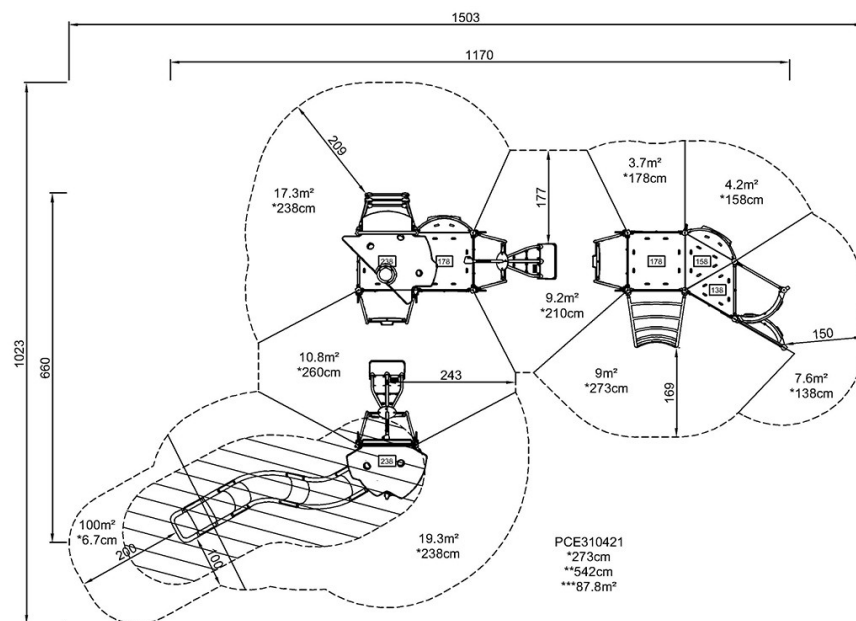 1503
1170
209
3.7m²
*178cm
4.2m²
*158cm
17.3m²
*238cm
177
238
178
178
158
138
9.2m²
*210cm
1023
660
10.8m²
*260cm
243
9m²
*273cm
169
150
7.6m²
*138cm
238
100m²
*6.7cm
200
100
19.3m²
*238cm
PCE310421
*273cm
**542cm
***87.8m²